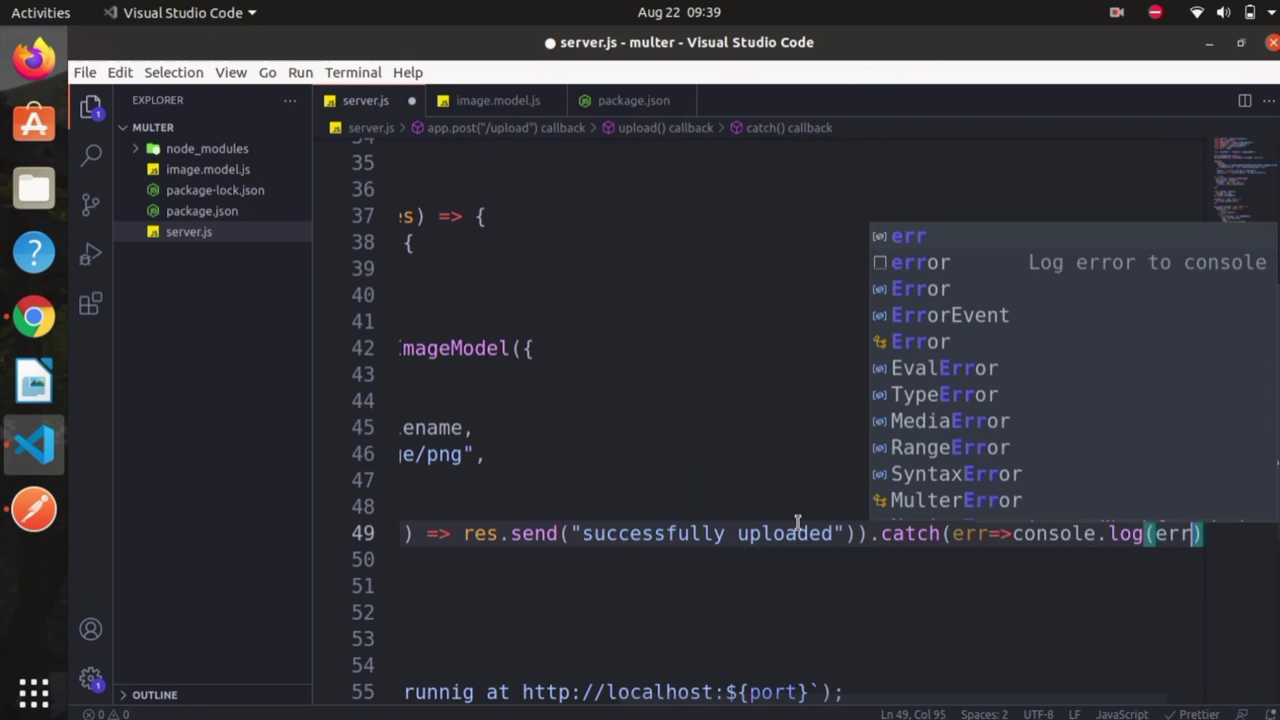 Activities
Visual Studio Code
Aug 22 09:39
server.js - multer - Visual Studio Code
File Edit Selection View Go Run Terminal Help
EXPLORER
server.js
image.model.js
package.json
server.js > app.post("/upload") callback > upload() callback > catch() callback
MULTER
node_modules
image.model.js
package-lock.json
package.json
server.js
OUTLINE
35
36
37 es) => {
38 {
39
40
41
42 mageModel({
43
44
45 ename,
46 e/png",
47
48
49 ) => res.send("successfully uploaded")).catch(err=>console.log(err)
50
51
52
53
54
55 runnig at http://localhost:${port}`);
err
error Log error to console
Error
ErrorEvent
Error
EvalError
TypeError
MediaError
RangeError
SyntaxError
MulterError
1
1
0 0
Ln 49, Col 95 Spaces: 2 UTF-8 LF JavaScript Prettier